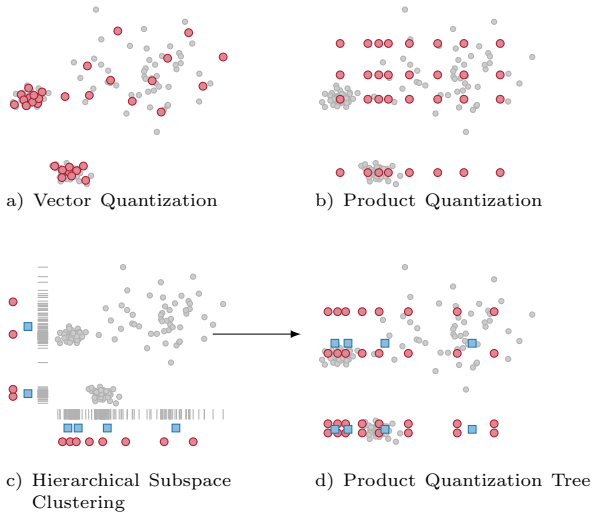 a) Vector Quantization
b) Product Quantization
c) Hierarchical Subspace
Clustering
d) Product Quantization Tree